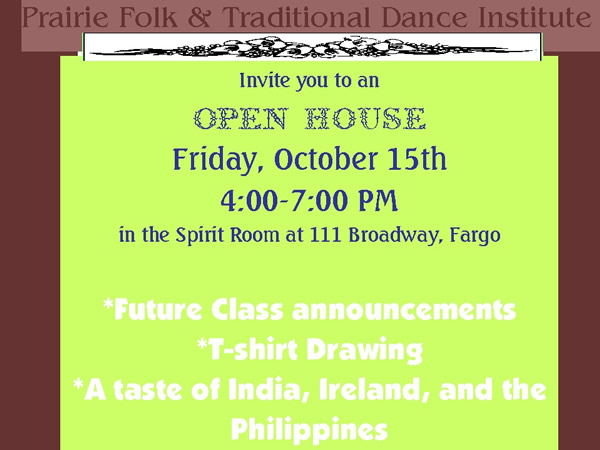 Prairie Folk & Traditional Dance Institute
Invite you to an
OPEN HOUSE
Friday, October 15th
4:00-7:00 PM
in the Spirit Room at 111 Broadway, Fargo
*Future Class announcements
*T-shirt Drawing
*A taste of India, Ireland, and the
Philippines